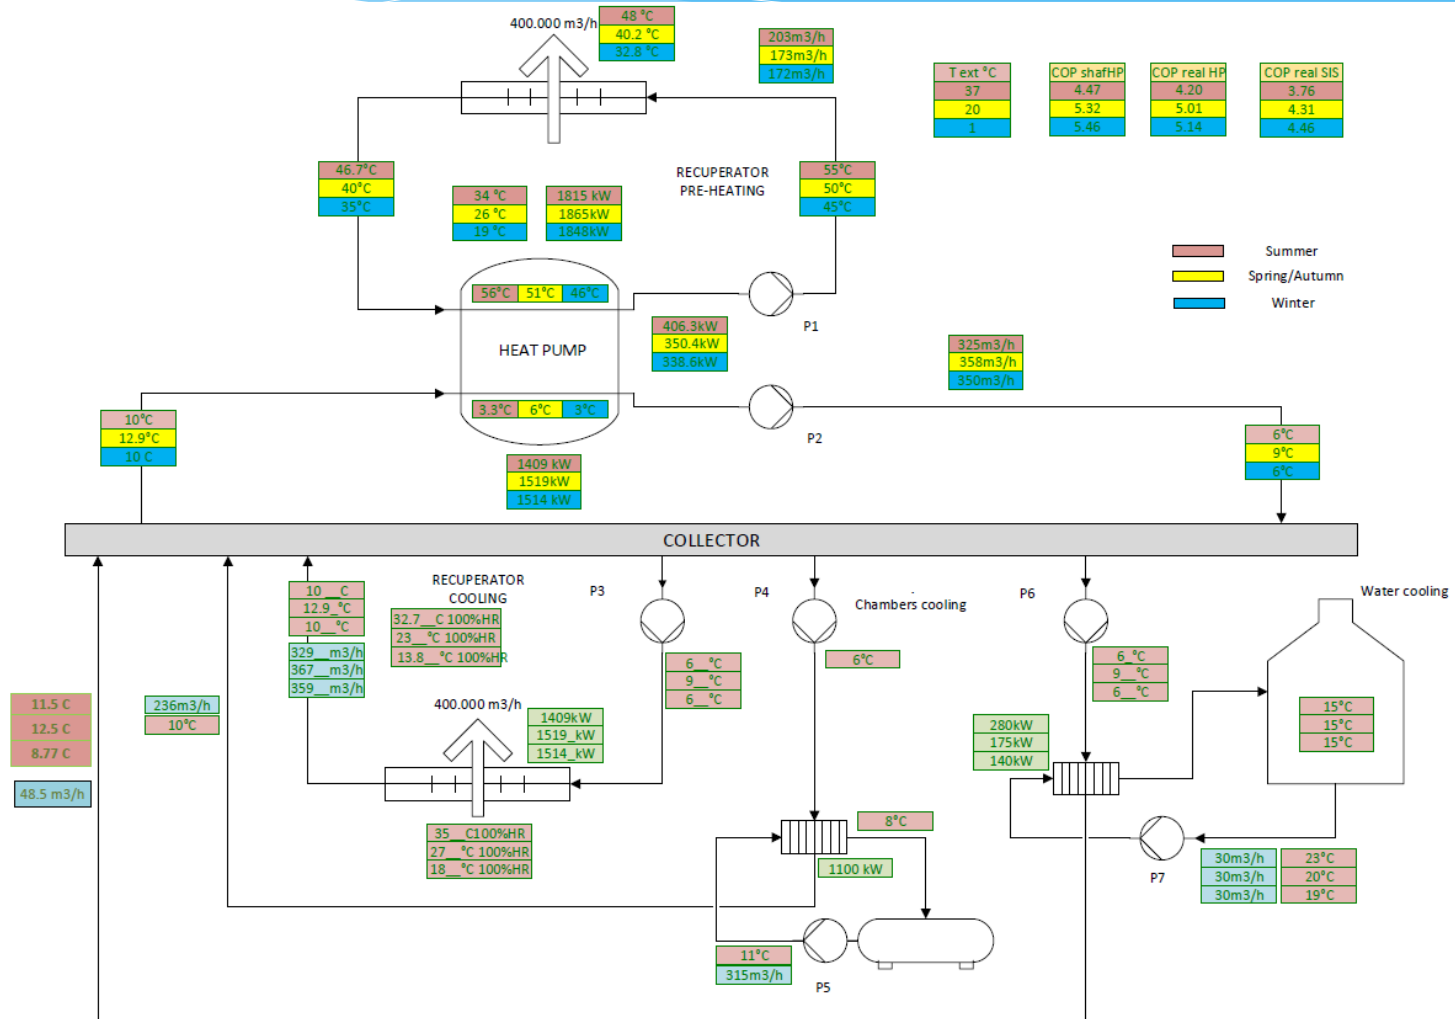 400.000 m3/h
48 °C
40.2 °C
32.8 °C
203m3/h
173m3/h
172m3/h
T ext °C
37
20
1
COP shafHP
4.47
5.32
5.46
COP real HP
4.20
5.01
5.14
COP real SIS
3.76
4.31
4.46
46.7°C
40°C
35°C
34 °C
26 °C
19 °C
1815 kW
1865kW
1848kW
RECUPERATOR
PRE-HEATING
55°C
50°C
45°C
Summer
Spring/Autumn
Winter
56°C 51°C 46°C
P1
HEAT PUMP
406.3kW
350.4kW
338.6kW
325m3/h
358m3/h
350m3/h
3.3°C 6°C 3°C
P2
10°C
12.9°C
10 C
6°C
9°C
6°C
1409 kW
1519kW
1514 kW
COLLECTOR
10__C
12.9_°C
10__°C
329__m3/h
367__m3/h
359__m3/h
RECUPERATOR
COOLING
32.7__C 100%HR
23__°C 100%HR
13.8__°C 100%HR
P3
6__°C
9__°C
6__°C
P4
Chambers cooling
6°C
P6
6_°C
9__°C
6__°C
Water cooling
15°C
15°C
15°C
11.5 C
12.5 C
8.77 C
48.5 m3/h
236m3/h
10°C
400.000 m3/h
1409kW
1519_kW
1514_kW
280kW
175kW
140kW
35__C100%HR
27__°C 100%HR
18__°C 100%HR
8°C
1100 kW
P7
30m3/h
30m3/h
30m3/h
23°C
20°C
19°C
11°C
315m3/h
P5